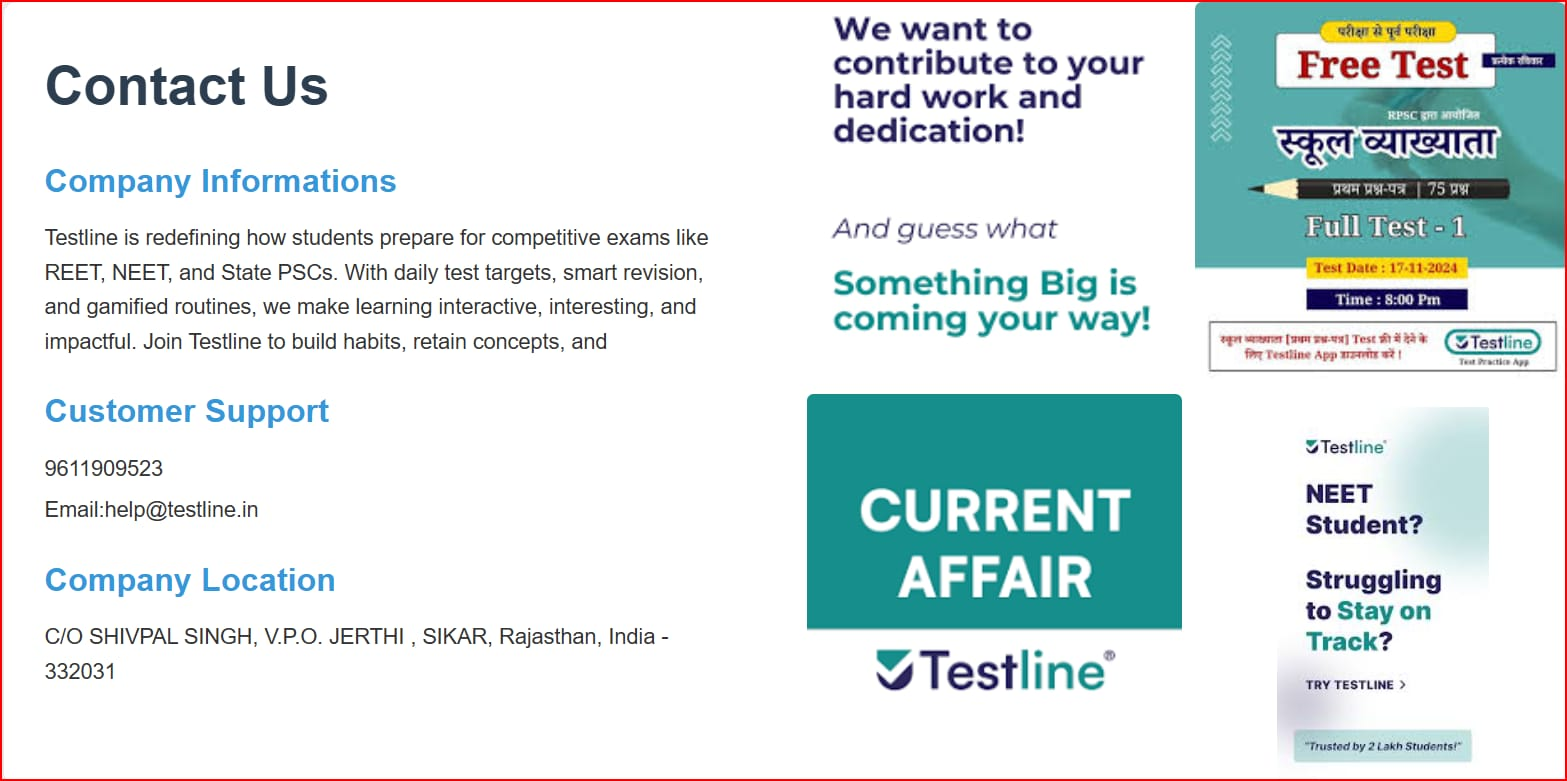 Contact Us
Company Informations
Testline is redefining how students prepare for competitive exams like
REET, NEET, and State PSCs. With daily test targets, smart revision,
and gamified routines, we make learning interactive, interesting, and
impactful. Join Testline to build habits, retain concepts, and
Customer Support
9611909523
Email:help@testline.in
Company Location
C/O SHIVPAL SINGH, V.P.O. JERTHI , SIKAR, Rajasthan, India -
332031
We want to
contribute to your
hard work and
dedication!
And guess what
Something Big is
coming your way!
परीक्षा से पूर्व परीक्षा
Free Test
प्रत्येक रविवार
RPSC द्वारा आयोजित
स्कूल व्याख्याता
प्रथम प्रश्न-पत्र | 75 प्रश्न
Full Test - 1
Test Date : 17-11-2024
Time : 8:00 Pm
स्कूल व्याख्याता [प्रथम प्रश्न-पत्र] Test फ्री में देने के
लिए Testline App डाउनलोड करें !
Testline
Test Practice App
CURRENT
AFFAIR
Testline®
Testline®
NEET
Student?
Struggling
to Stay on
Track?
TRY TESTLINE >
"Trusted by 2 Lakh Students!"